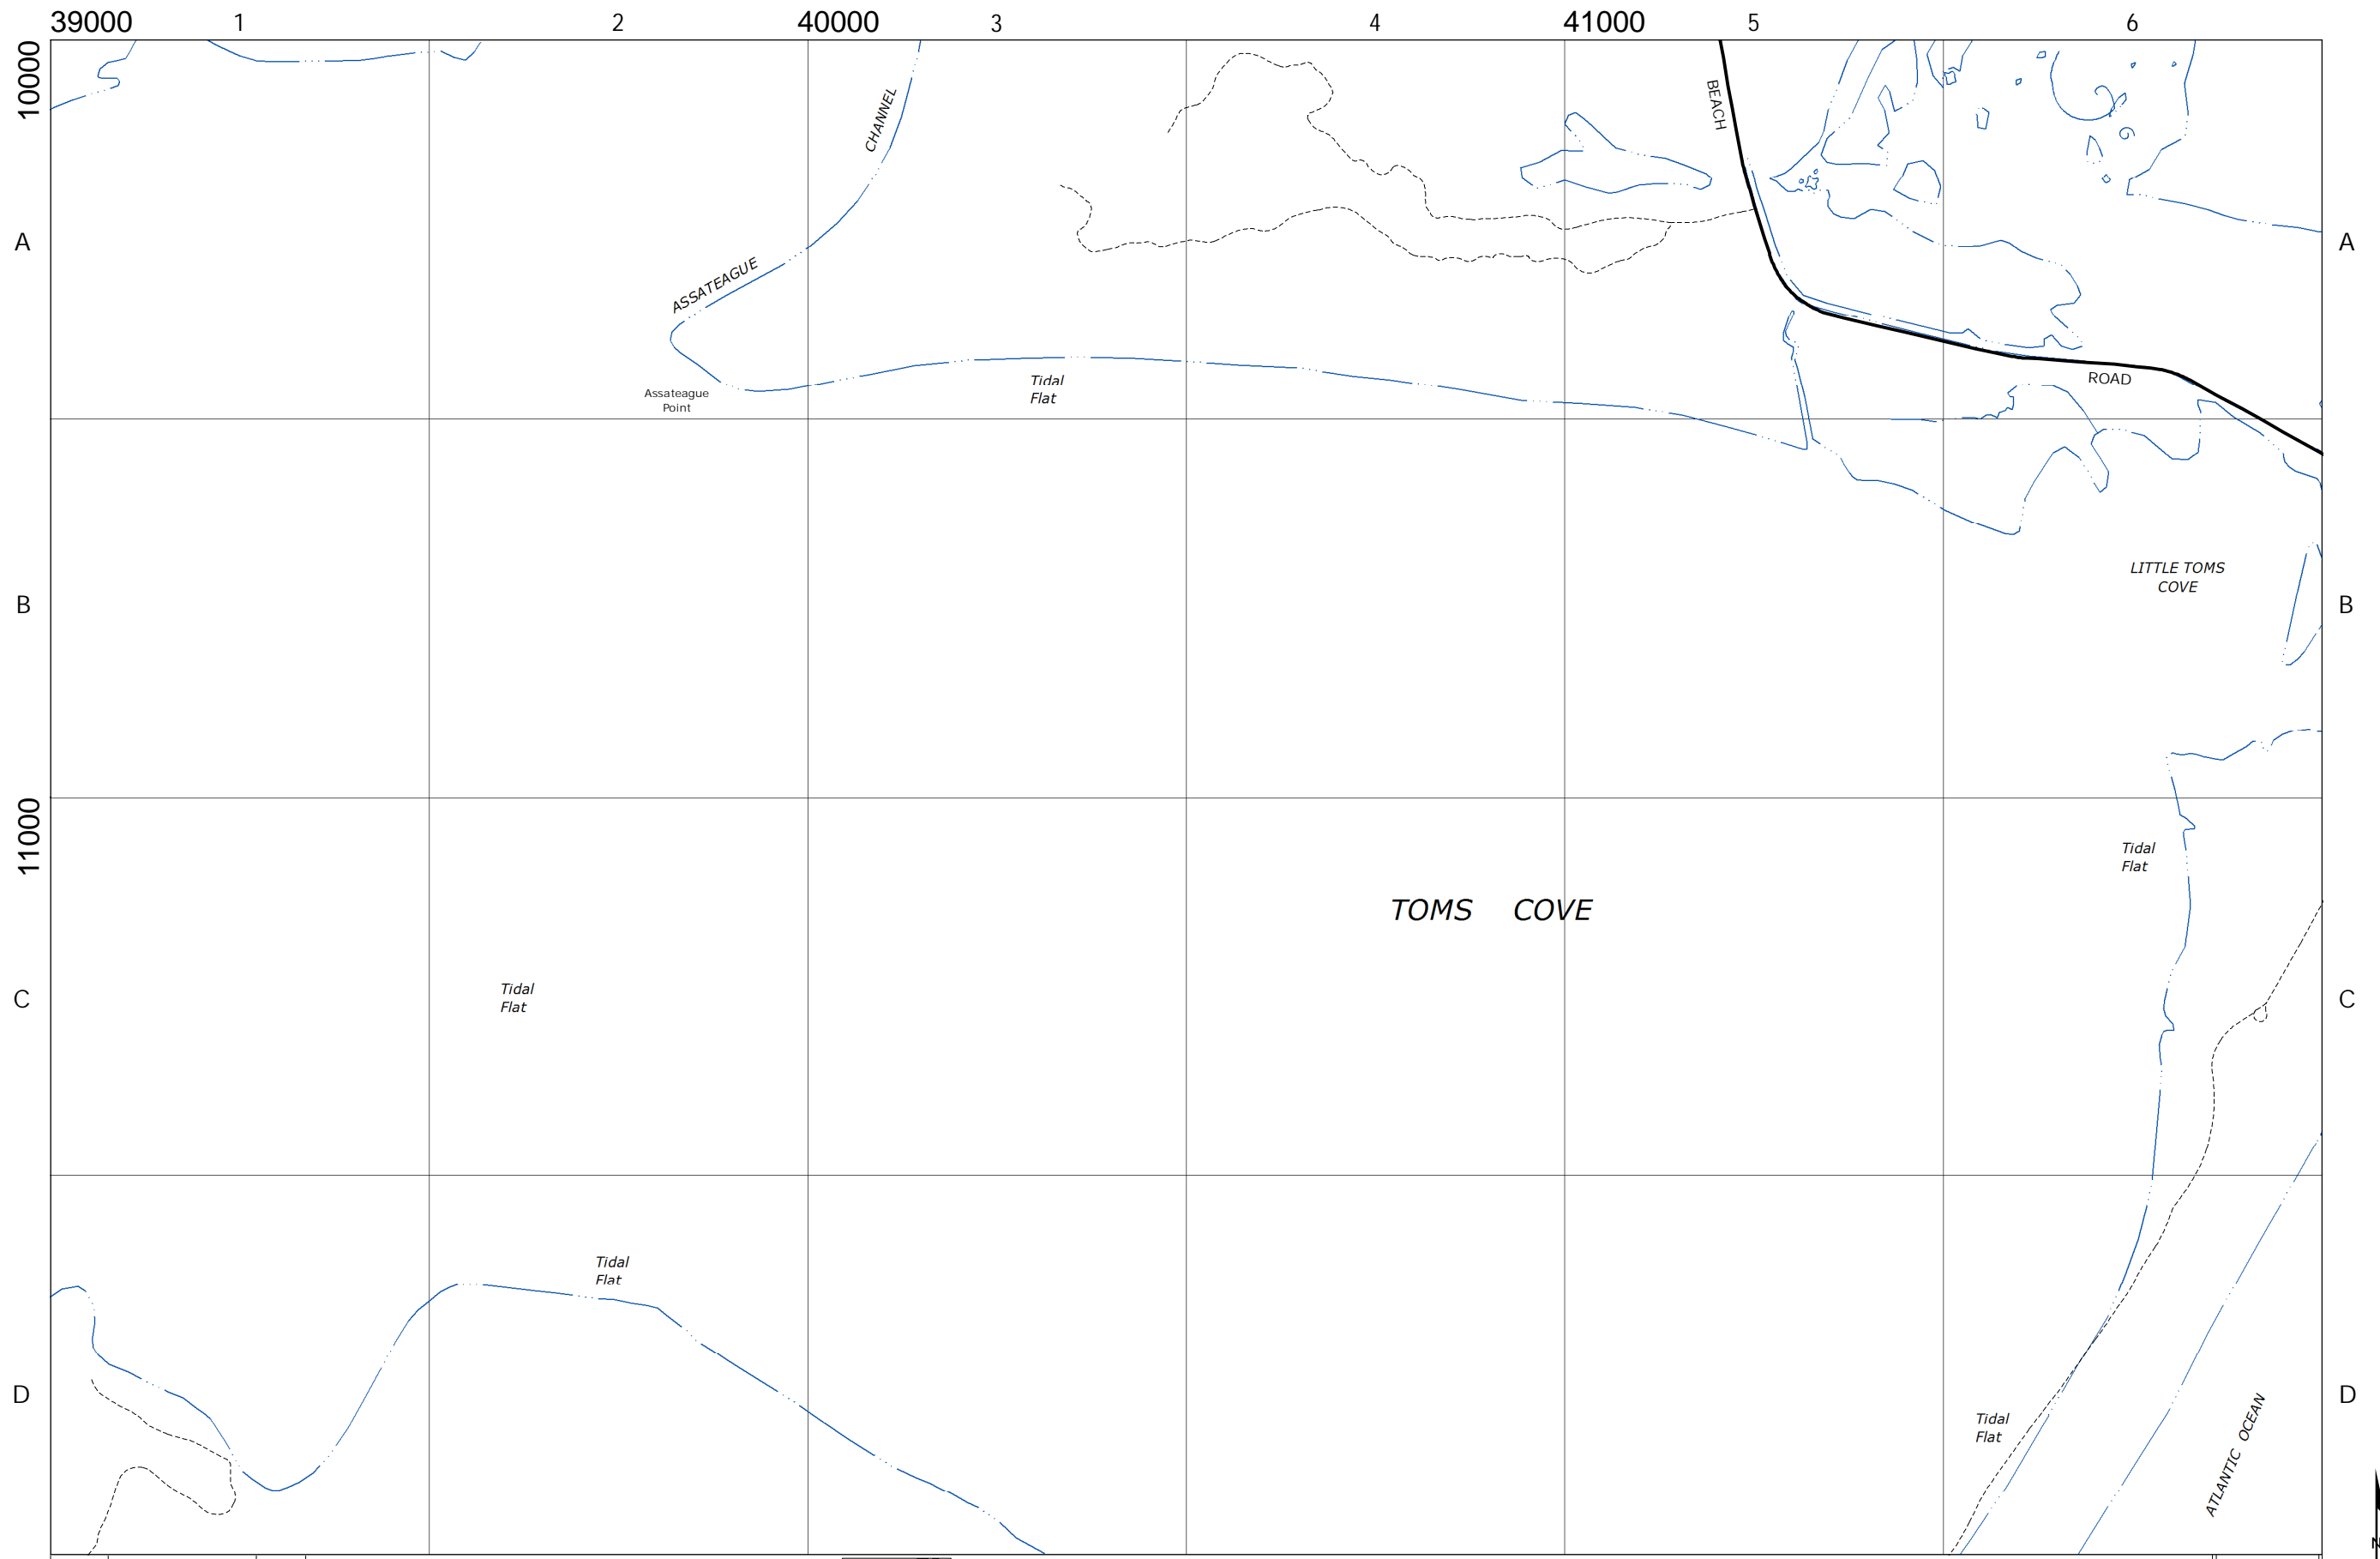 39000 1 2 40000 3 4 41000 5 6
10000
BEACH
CHANNEL
A
A
ASSATEAGUE
Tidal
Flat
Assateague
Point
ROAD
LITTLE TOMS
COVE
B
B
11000
Tidal
Flat
TOMS COVE
Tidal
Flat
C
C
Tidal
Flat
D
D
Tidal
Flat
ATLANTIC OCEAN